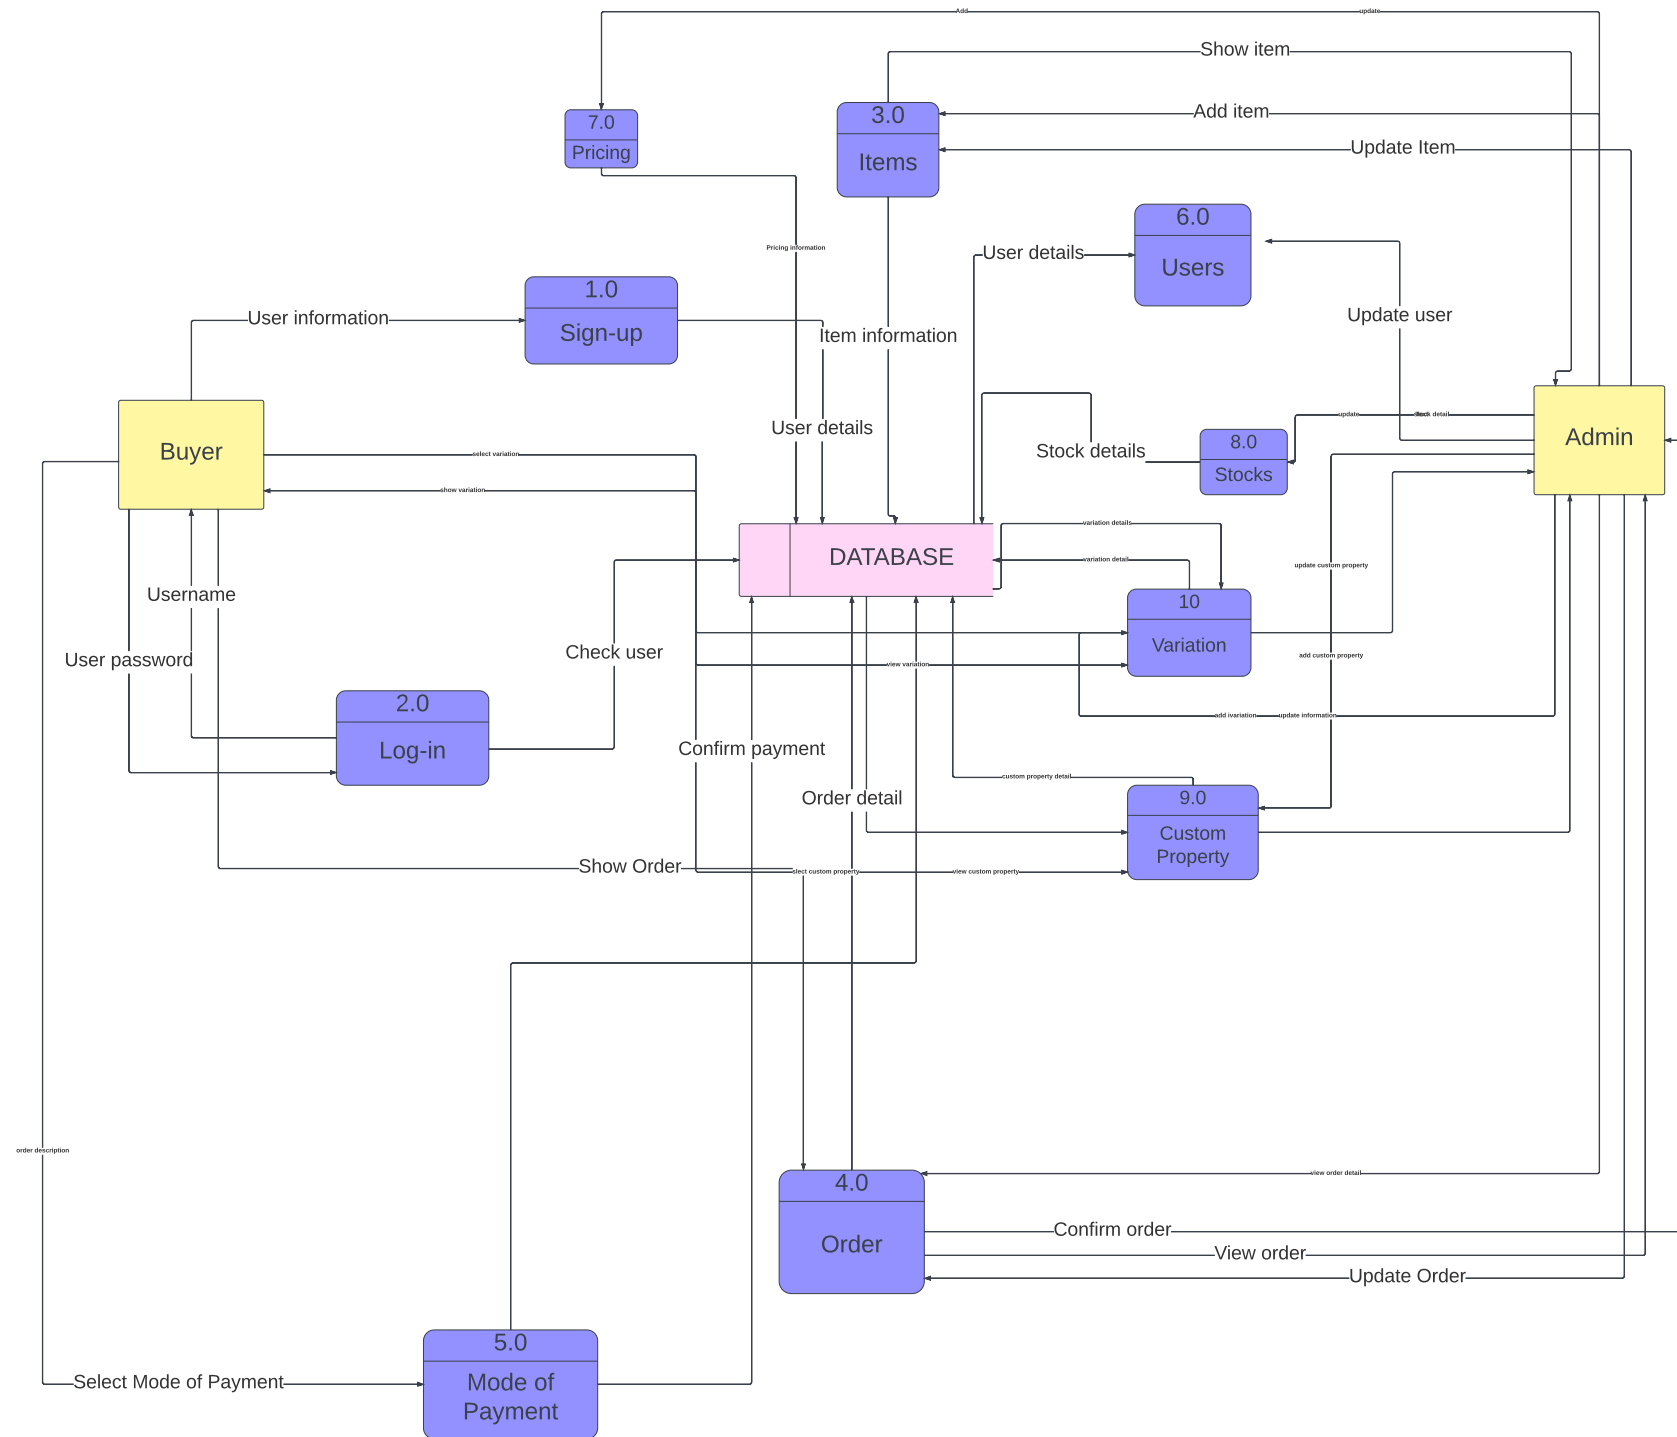 Add
update
Show item
7.0
Pricing
3.0
Items
Add item
Update Item
6.0
Users
User details
Pricing information
1.0
Sign-up
User information
Item information
Update user
Buyer
User details
Stock details
8.0
Stocks
update
stock detail
Admin
select variation
show variation
DATABASE
variation details
variation detail
update custom property
Username
10
Variation
Check user
User password
view variation
add custom property
2.0
Log-in
add ivariation
update information
Confirm payment
custom property detail
Order detail
9.0
Custom
Property
Show Order
slect custom property
view custom property
order description
view order detail
4.0
Order
Confirm order
View order
Update Order
5.0
Mode of
Payment
Select Mode of Payment